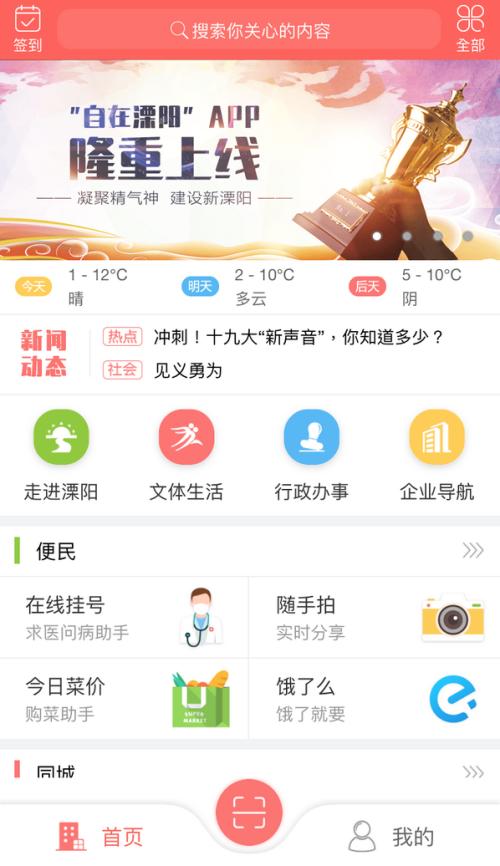 签到
搜索你关心的内容
全部
"自在溧阳" APP
隆重上线
凝聚精气神 建设新溧阳
今天
1 - 12°C
晴
明天
2 - 10°C
多云
后天
5 - 10°C
阴
新闻
动态
热点
冲刺！十九大“新声音”，你知道多少？
社会
见义勇为
走进溧阳
文体生活
行政办事
企业导航
便民
在线挂号
求医问病助手
随手拍
实时分享
今日菜价
购菜助手
U
SUPER
MARKET
饿了么
饿了就要
同城
首页
我的